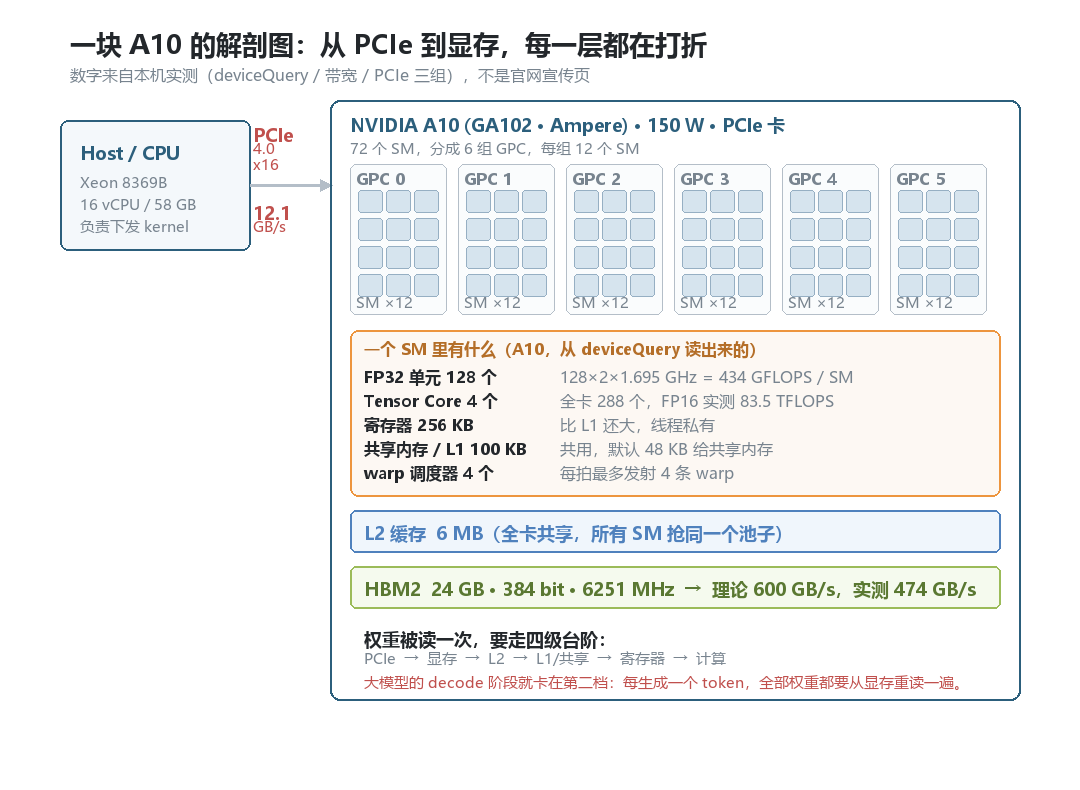 一块 A10 的解剖图：从 PCIe 到显存，每一层都在打折
数字来自本机实测（deviceQuery / 带宽 / PCIe 三组），不是官网宣传页
Host / CPU
Xeon 8369B
16 vCPU / 58 GB
负责下发 kernel
PCIe
4.0
x16
12.1
GB/s
NVIDIA A10 (GA102 • Ampere) • 150 W • PCIe 卡
72 个 SM，分成 6 组 GPC，每组 12 个 SM
GPC 0
SM ×12
GPC 1
SM ×12
GPC 2
SM ×12
GPC 3
SM ×12
GPC 4
SM ×12
GPC 5
SM ×12
一个 SM 里有什么（A10，从 deviceQuery 读出来的）
FP32 单元 128 个 128×2×1.695 GHz = 434 GFLOPS / SM
Tensor Core 4 个 全卡 288 个，FP16 实测 83.5 TFLOPS
寄存器 256 KB 比 L1 还大，线程私有
共享内存 / L1 100 KB 共用，默认 48 KB 给共享内存
warp 调度器 4 个 每拍最多发射 4 条 warp
L2 缓存 6 MB（全卡共享，所有 SM 抢同一个池子）
HBM2 24 GB • 384 bit • 6251 MHz → 理论 600 GB/s，实测 474 GB/s
权重被读一次，要走四级台阶：
PCIe → 显存 → L2 → L1/共享 → 寄存器 → 计算
大模型的 decode 阶段就卡在第二档：每生成一个 token，全部权重都要从显存重读一遍。